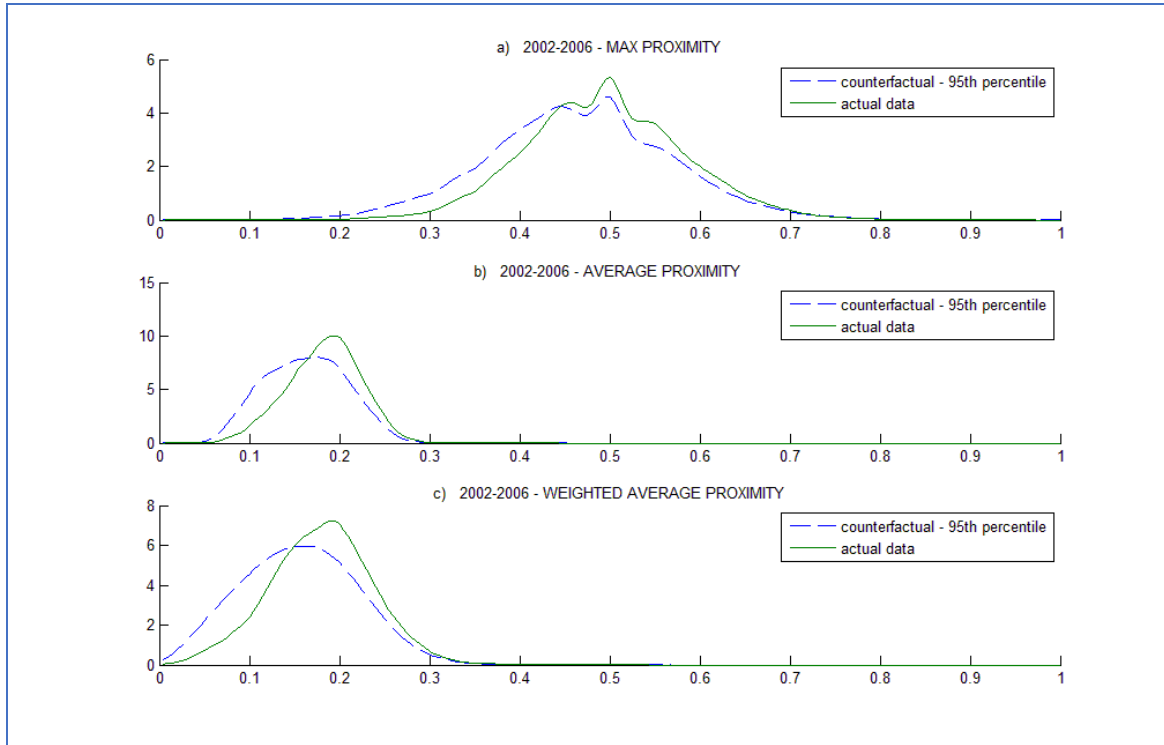 a) 2002-2006 - MAX PROXIMITY
6
4
2
0
counterfactual - 95th percentile
actual data
0 0.1 0.2 0.3 0.4 0.5 0.6 0.7 0.8 0.9 1
b) 2002-2006 - AVERAGE PROXIMITY
15
10
5
0
counterfactual - 95th percentile
actual data
0 0.1 0.2 0.3 0.4 0.5 0.6 0.7 0.8 0.9 1
c) 2002-2006 - WEIGHTED AVERAGE PROXIMITY
8
6
4
2
0
counterfactual - 95th percentile
actual data
0 0.1 0.2 0.3 0.4 0.5 0.6 0.7 0.8 0.9 1